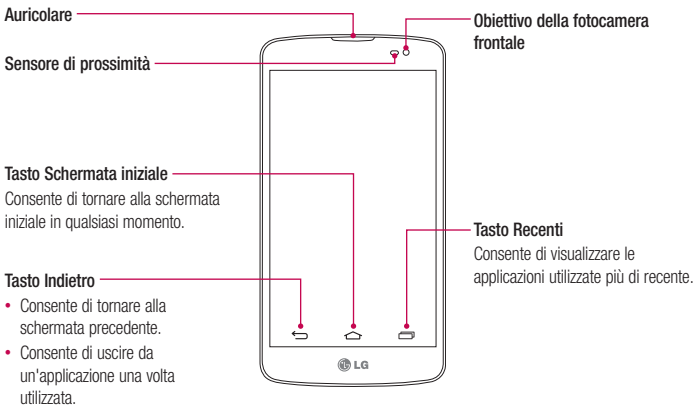 Auricolare
Sensore di prossimità
Obiettivo della fotocamera
frontale
Tasto Schermata iniziale
Consente di tornare alla schermata
iniziale in qualsiasi momento.
Tasto Recenti
Consente di visualizzare le
applicazioni utilizzate più di recente.
Tasto Indietro
• Consente di tornare alla
schermata precedente.
• Consente di uscire da
un'applicazione una volta
utilizzata.
LG